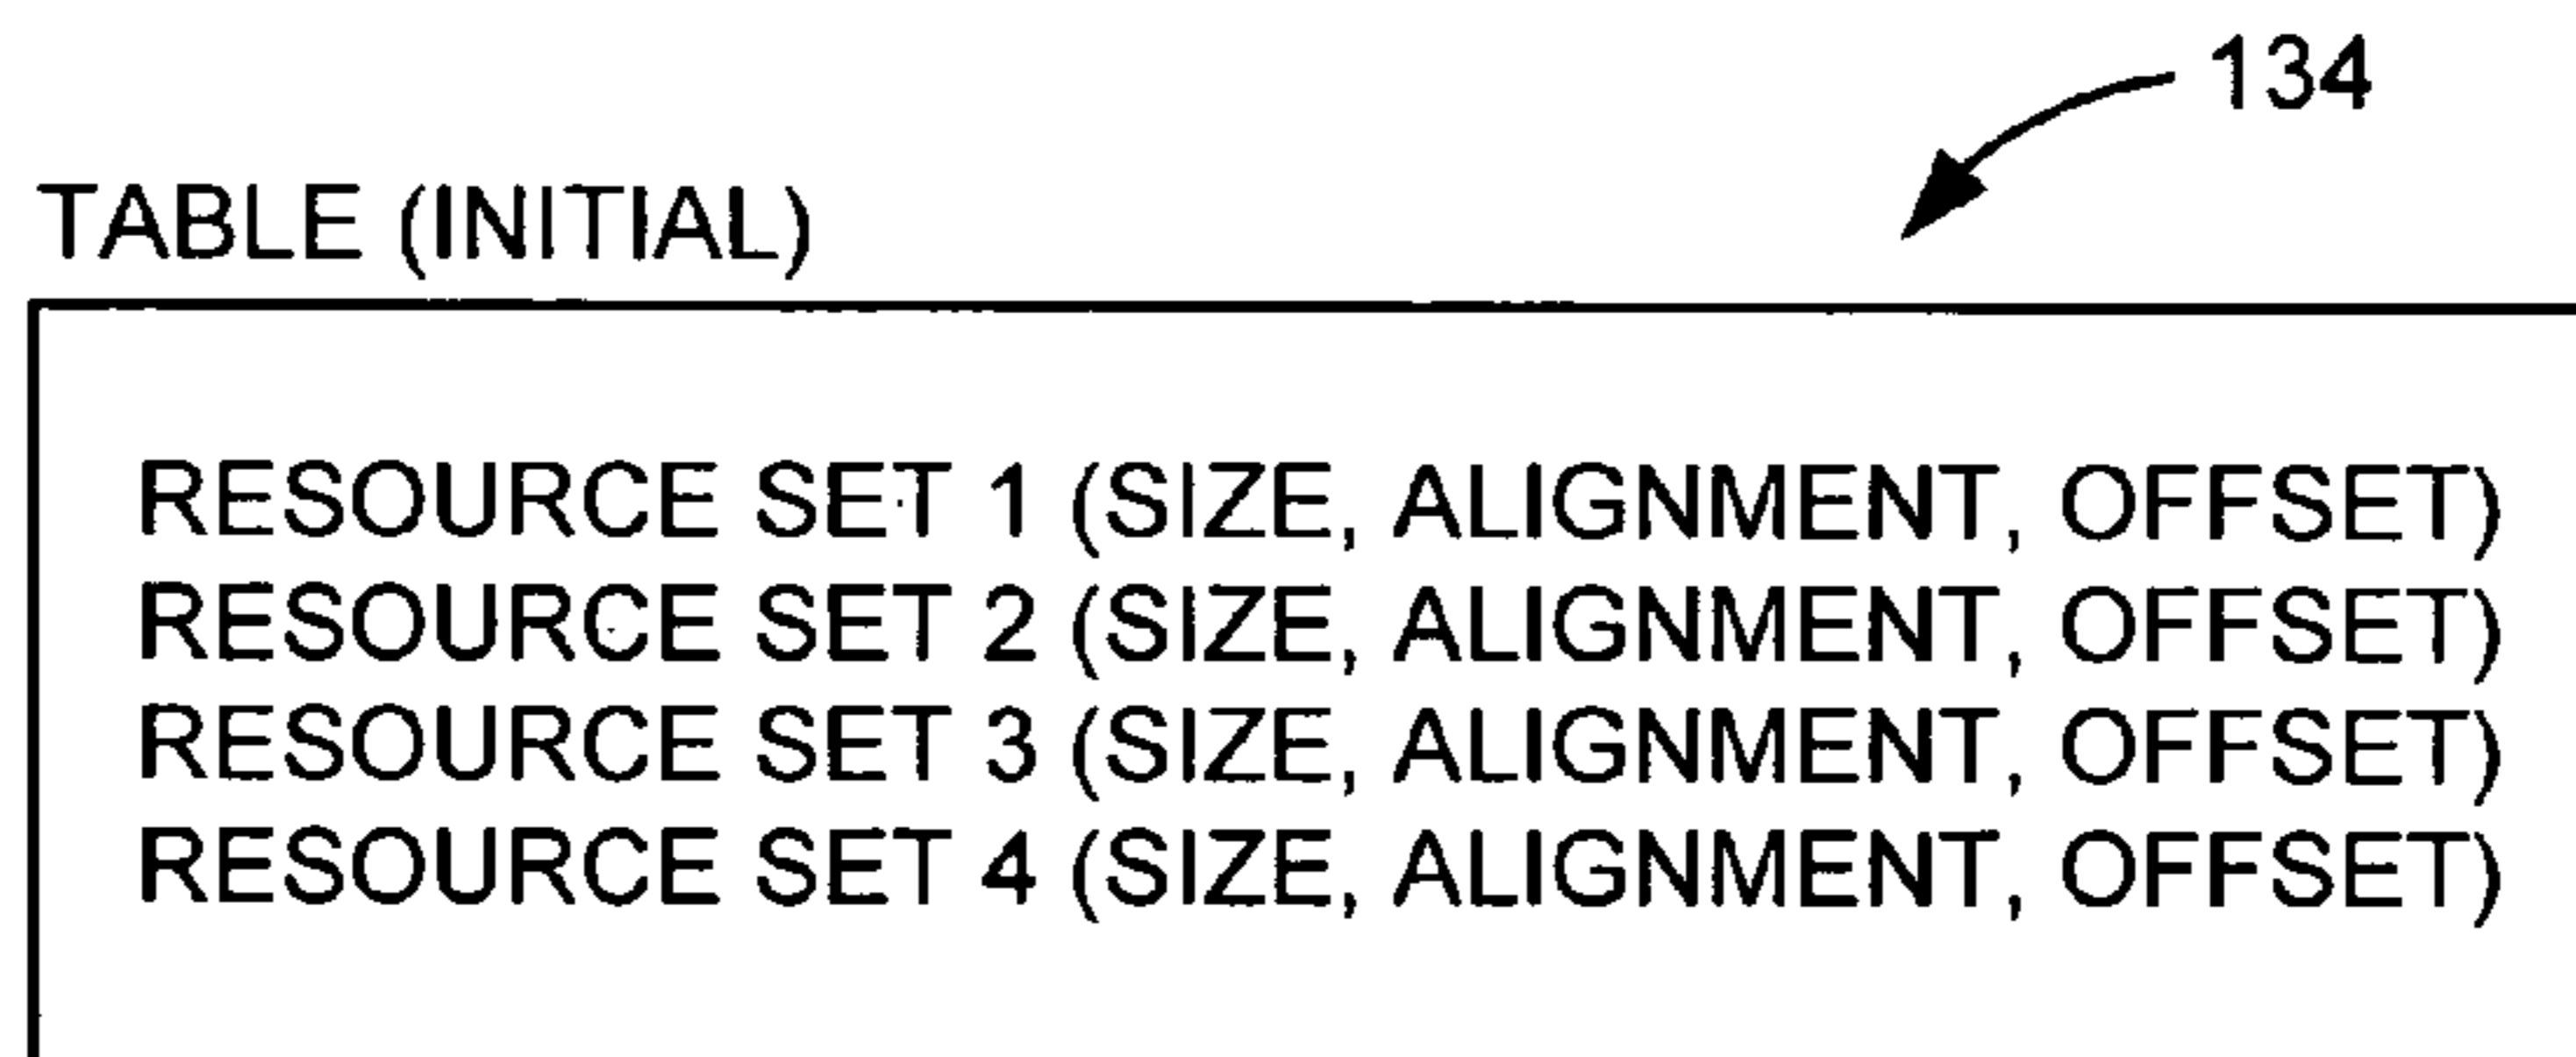 134
TABLE (INITIAL)
RESOURCE SET 1 (SIZE, ALIGNMENT, OFFSET)
RESOURCE SET 2 (SIZE, ALIGNMENT, OFFSET)
RESOURCE SET 3 (SIZE, ALIGNMENT, OFFSET)
RESOURCE SET 4 (SIZE, ALIGNMENT, OFFSET)